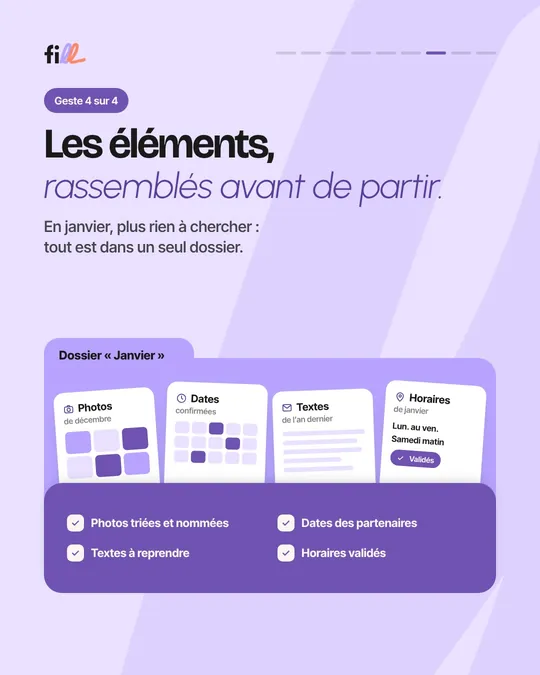 fill
Geste 4 sur 4
Les éléments,
rassemblés avant de partir.
En janvier, plus rien à chercher :
tout est dans un seul dossier.
Dossier « Janvier »
Photos
de décembre
Dates
confirmées
Textes
de l'an dernier
Horaires
de janvier
Lun. au ven.
Samedi matin
Validés
Photos triées et nommées
Dates des partenaires
Textes à reprendre
Horaires validés